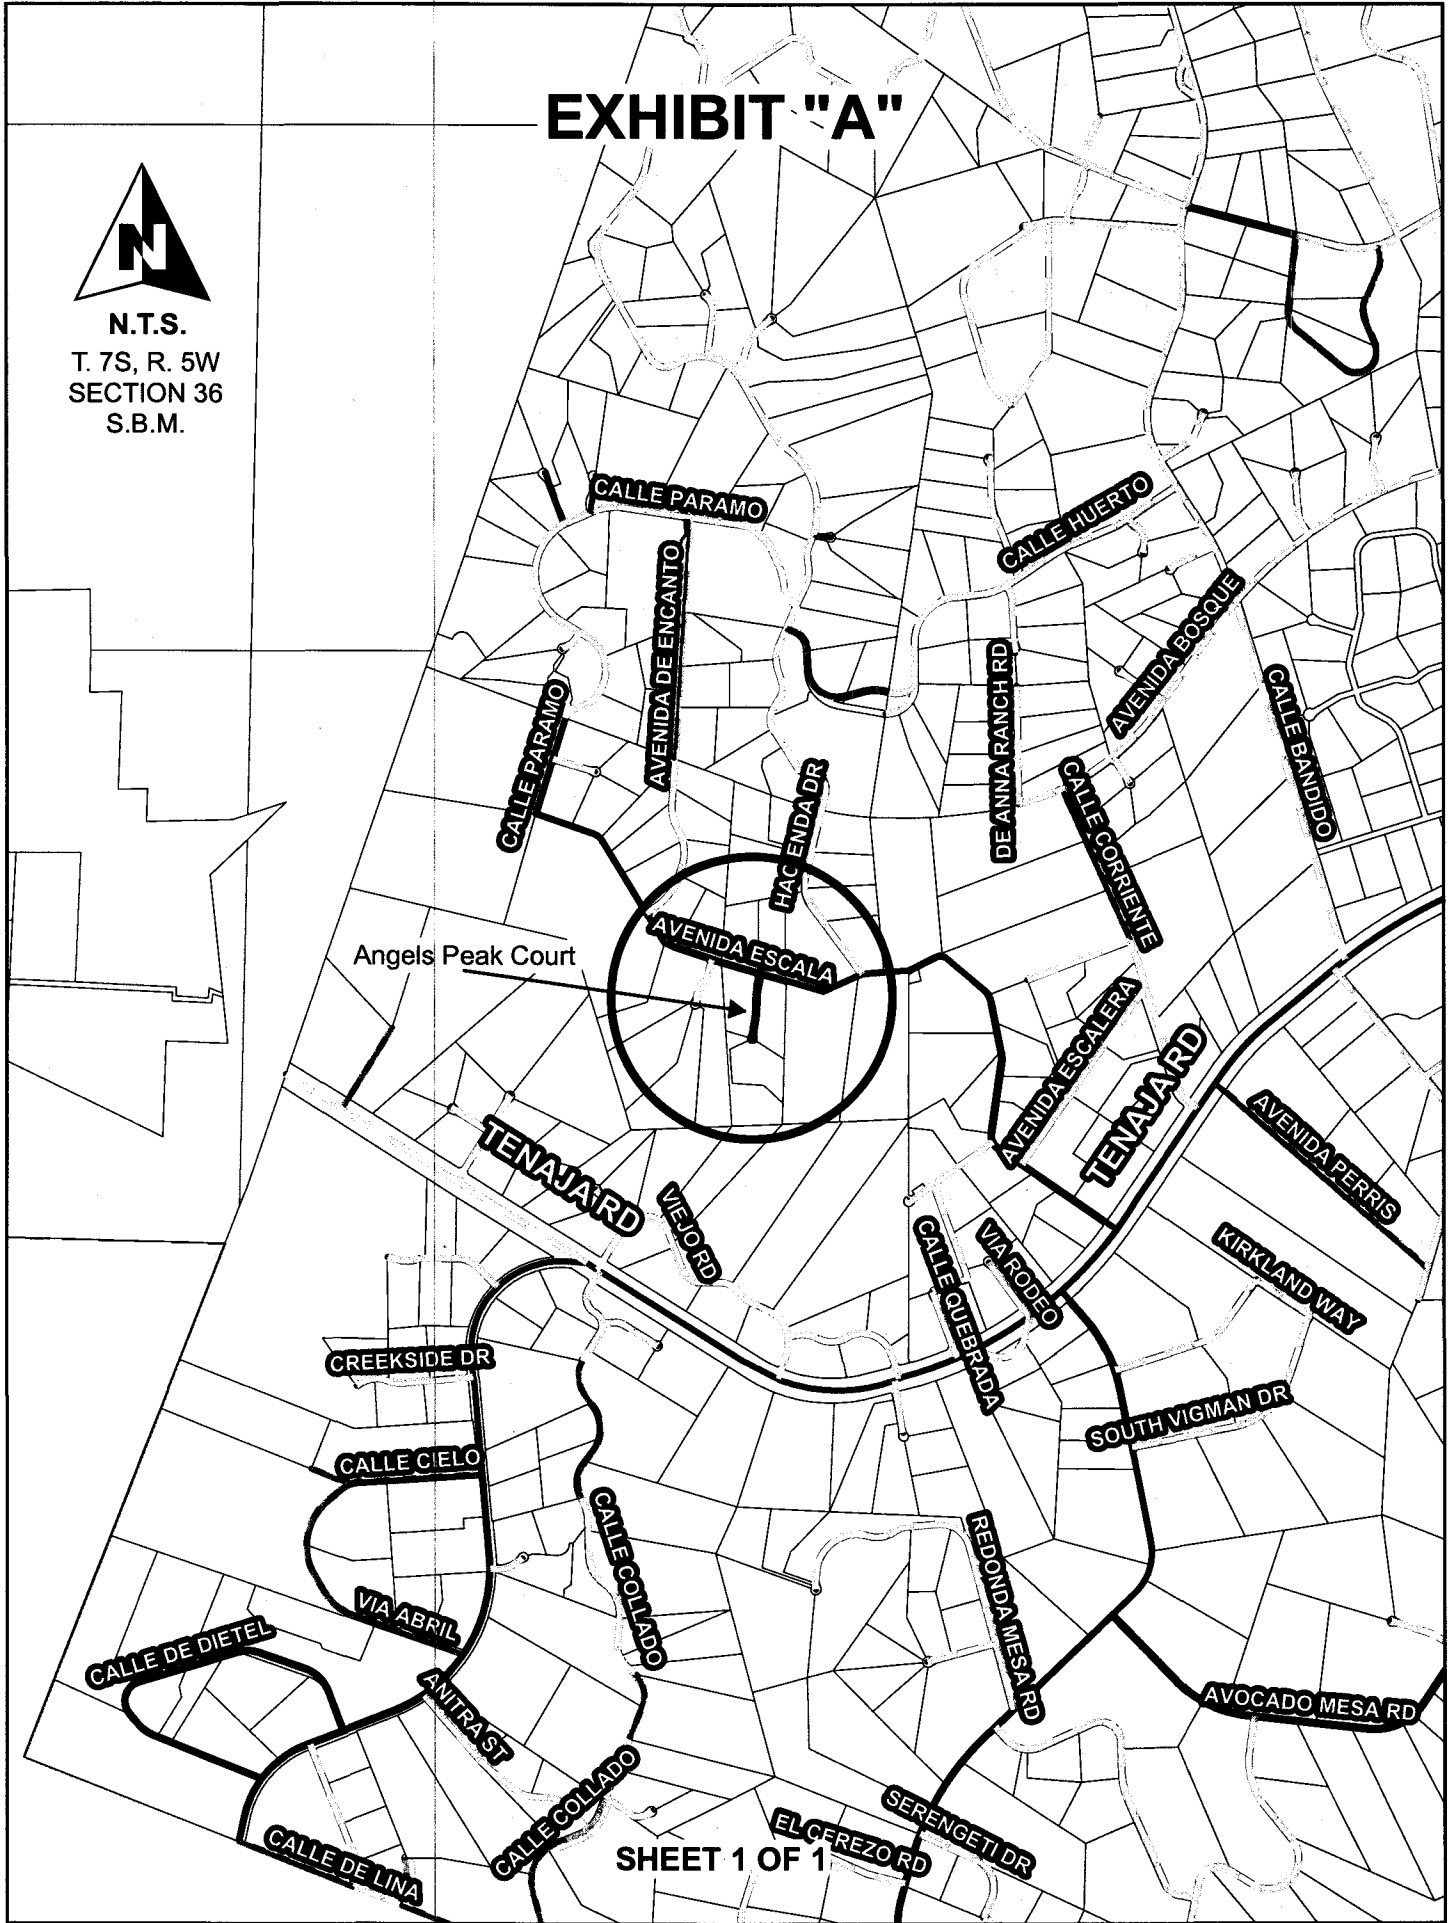 EXHIBIT "A"
N
N.T.S.
T. 7S, R. 5W
SECTION 36
S.B.M.
CALLE PARAMO
CALLE HUERTO
AVENIDA DE ENCANTO
AVENIDA BOSQUE
DE ANNA RANCH RD
CALLE PARAMO
CALLE BANDIDO
HACIENDA DR
CALLE CORRIENTE
AVENIDA ESCALA
Angels Peak Court
AVENIDA ESCALERA
TENAJA RD
AVENIDA PERRIS
TENAJA RD
VIEJO RD
CALLE QUEBRADA
VIA RODEO
KIRKLAND WAY
CREEKSIDE DR
SOUTH VIGMAN DR
CALLE CIELO
CALLE COLLADO
REDONDA MESA RD
VIA ABRIL
CALLE DE DIETEL
ANITRA ST
AVOCADO MESA RD
CALLE COLLADO
SERENGETI DR
EL CEREZO RD
CALLE DE LINA
SHEET 1 OF 1